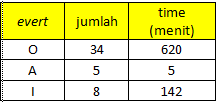 evert jumlah time
(menit)
O 34 620
A 5 5
I 8 142